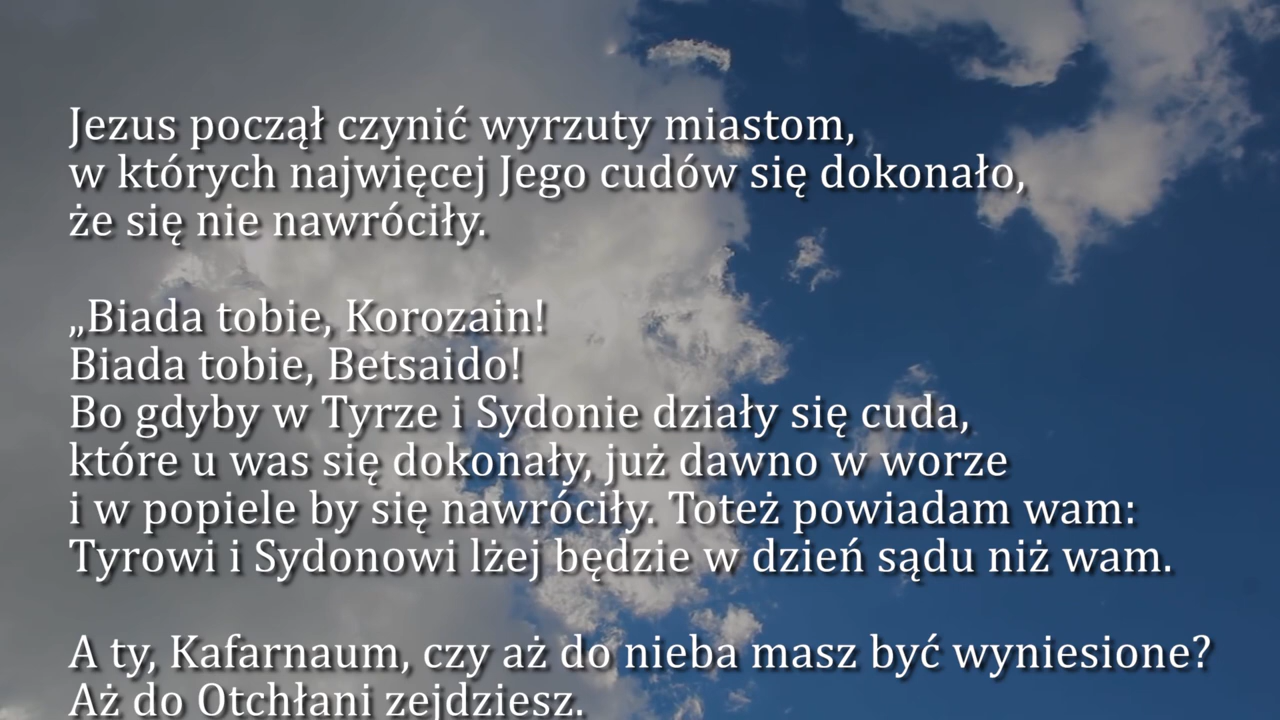 Jezus począł czynić wyrzuty miastom,
w których najwięcej Jego cudów się dokonało,
że się nie nawróciły.
„Biada tobie, Korozain!
Biada tobie, Betsaido!
Bo gdyby w Tyrze i Sydonie działy się cuda,
które u was się dokonały, już dawno w worze
i w popiele by się nawróciły. Toteż powiadam wam:
Tyrowi i Sydonowi lżej będzie w dzień sądu niż wam.
A ty, Kafarnaum, czy aż do nieba masz być wyniesione?
Aż do Otchłani zejdziesz.